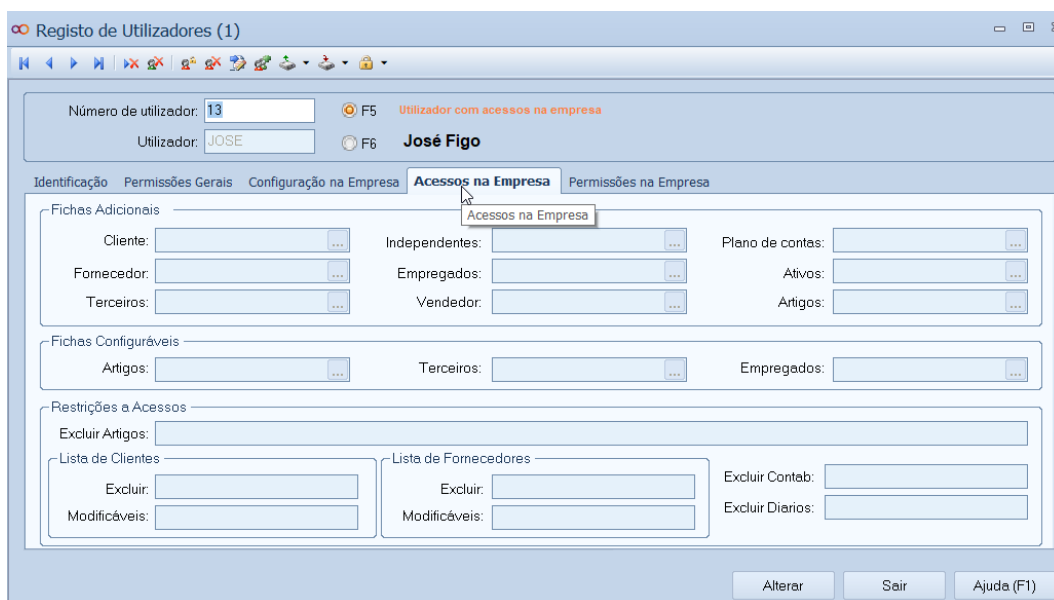 Registo de Utilizadores (1)
Número de utilizador: 13 F5 Utilizador com acessos na empresa
Utilizador: JOSE F6 José Figo
Identificação Permissões Gerais Configuração na Empresa Acessos na Empresa Permissões na Empresa
Acessos na Empresa
Fichas Adicionais
Cliente: ... Independentes: ... Plano de contas: ...
Fornecedor: ... Empregados: ... Ativos: ...
Terceiros: ... Vendedor: ... Artigos: ...
Fichas Configuráveis
Artigos: ... Terceiros: ... Empregados: ...
Restrições a Acessos
Excluir Artigos:
Lista de Clientes Lista de Fornecedores
Excluir: Excluir: Excluir Contab:
Modificáveis: Modificáveis: Excluir Diarios:
Alterar Sair Ajuda (F1)